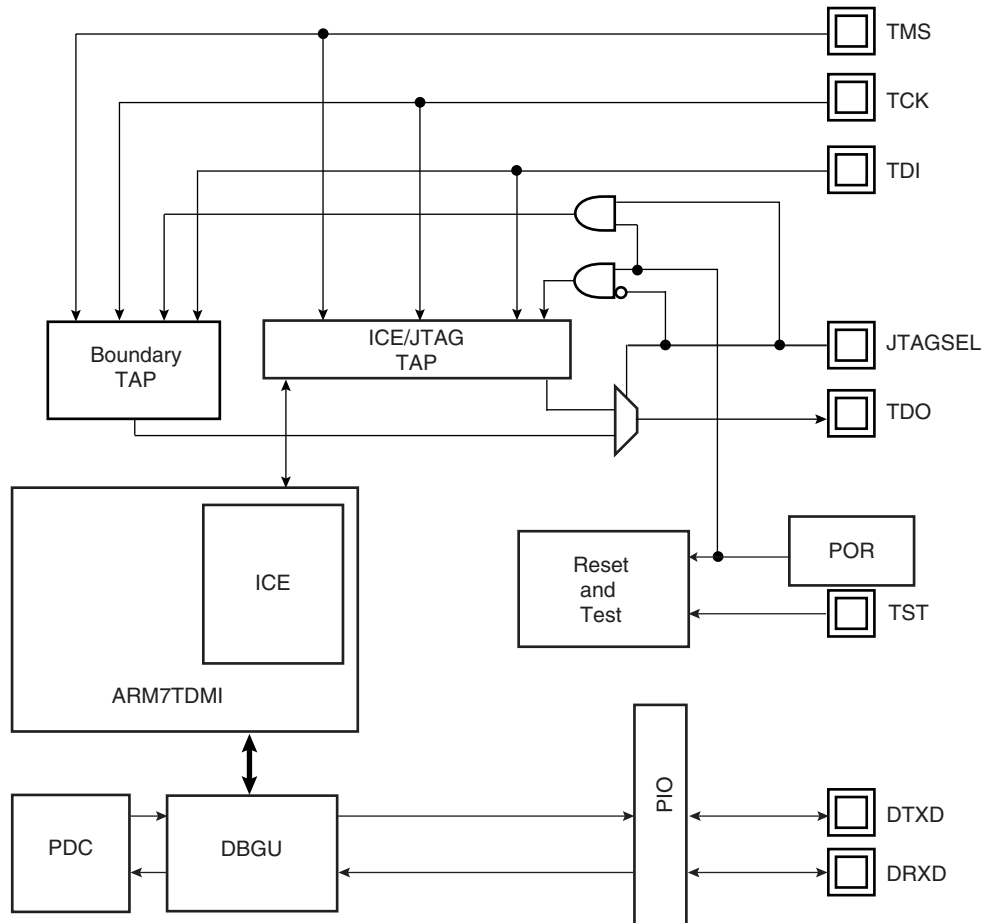 TMS
TCK
TDI
Boundary
TAP
ICE/JTAG
TAP
JTAGSEL
TDO
ICE
ARM7TDMI
Reset
and
Test
POR
TST
PDC
DBGU
PIO
DTXD
DRXD